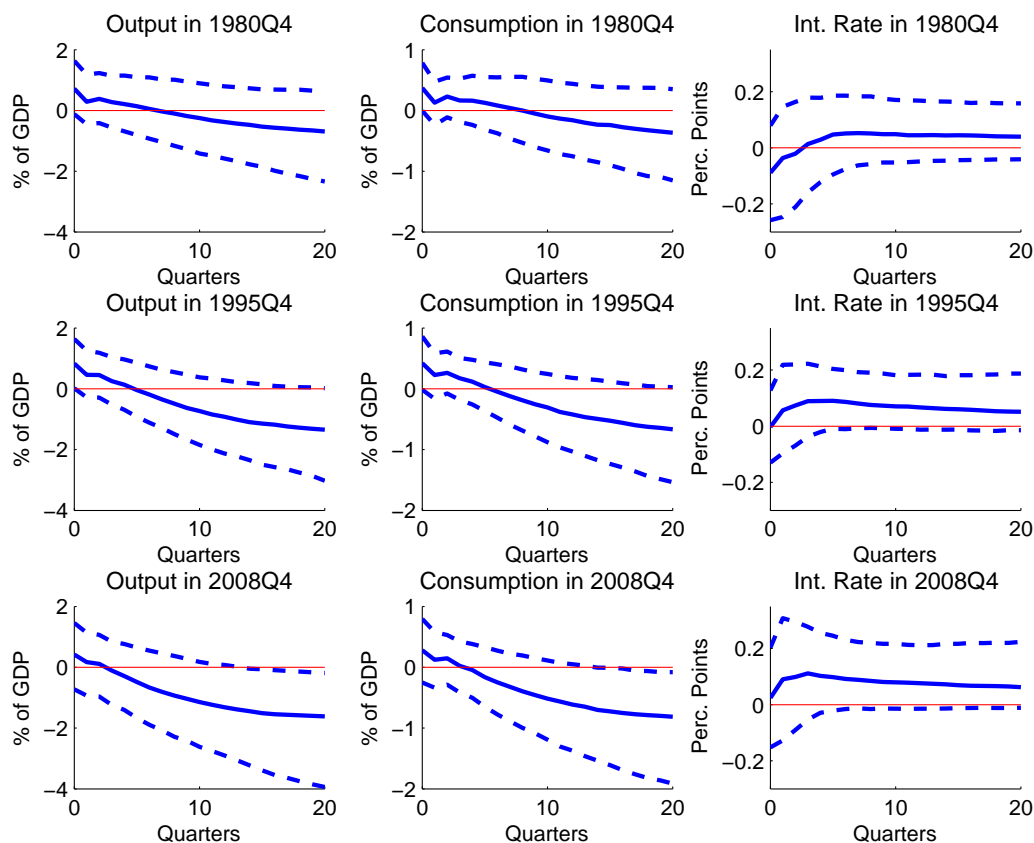 Output in 1980Q4
% of GDP
2
0
−2
−4
0
10
20
Quarters
Consumption in 1980Q4
% of GDP
1
0
−1
−2
0
10
20
Quarters
Int. Rate in 1980Q4
Perc. Points
0.2
0
−0.2
0
10
20
Quarters
Output in 1995Q4
% of GDP
2
0
−2
−4
0
10
20
Quarters
Consumption in 1995Q4
% of GDP
1
0
−1
−2
0
10
20
Quarters
Int. Rate in 1995Q4
Perc. Points
0.2
0
−0.2
0
10
20
Quarters
Output in 2008Q4
% of GDP
2
0
−2
−4
0
10
20
Quarters
Consumption in 2008Q4
% of GDP
1
0
−1
−2
0
10
20
Quarters
Int. Rate in 2008Q4
Perc. Points
0.2
0
−0.2
0
10
20
Quarters